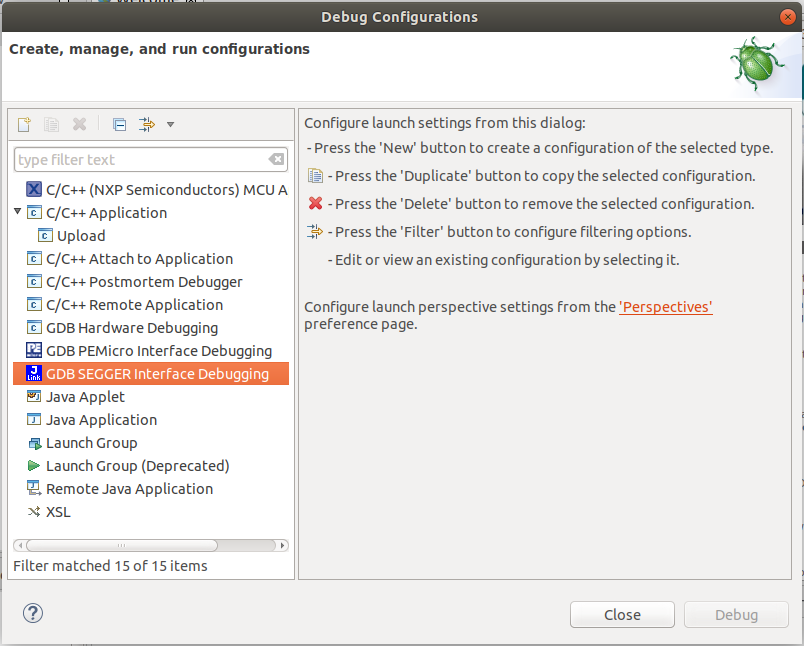 Debug Configurations
Create, manage, and run configurations
type filter text
C/C++ (NXP Semiconductors) MCU A
C/C++ Application
Upload
C/C++ Attach to Application
C/C++ Postmortem Debugger
C/C++ Remote Application
GDB Hardware Debugging
GDB PEMicro Interface Debugging
GDB SEGGER Interface Debugging
Java Applet
Java Application
Launch Group
Launch Group (Deprecated)
Remote Java Application
XSL
Filter matched 15 of 15 items
Configure launch settings from this dialog:
- Press the 'New' button to create a configuration of the selected type.
- Press the 'Duplicate' button to copy the selected configuration.
- Press the 'Delete' button to remove the selected configuration.
- Press the 'Filter' button to configure filtering options.
- Edit or view an existing configuration by selecting it.
Configure launch perspective settings from the 'Perspectives'
preference page.
Close
Debug